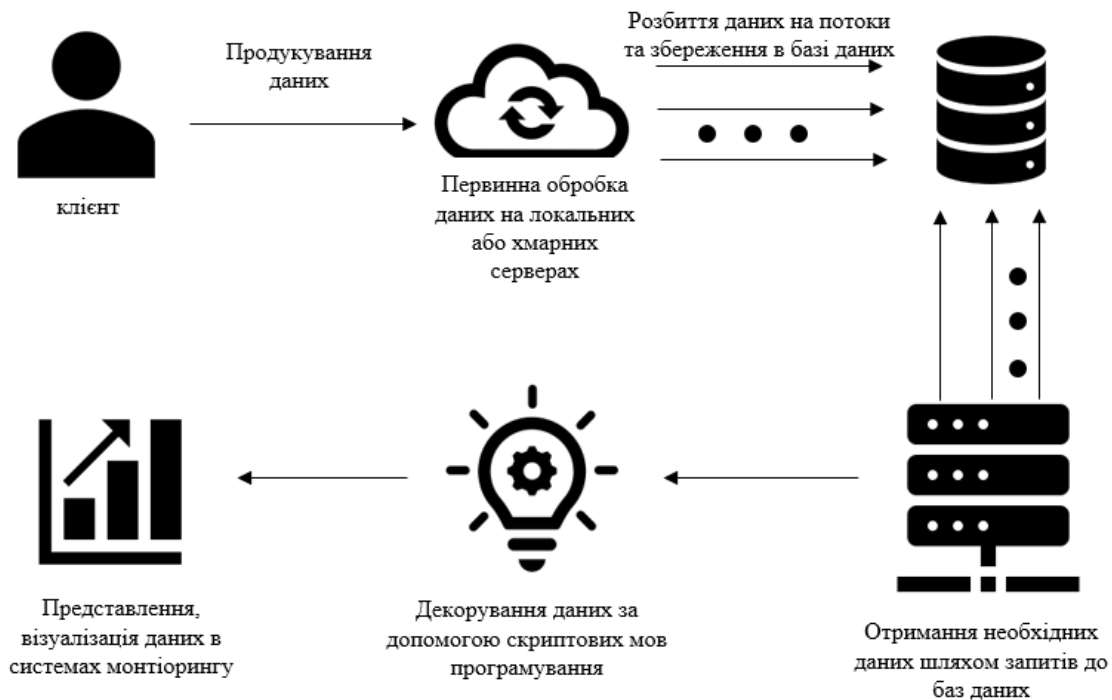 Продукування
даних
Розбиття даних на потоки
та збереження в базі даних
клієнт
Первинна обробка
даних на локальних
або хмарних
серверах
Представлення,
візуалізація даних в
системах монтіорингу
Декорування даних за
допомогою скриптових мов
програмування
Отримання необхідних
даних шляхом запитів до
баз даних